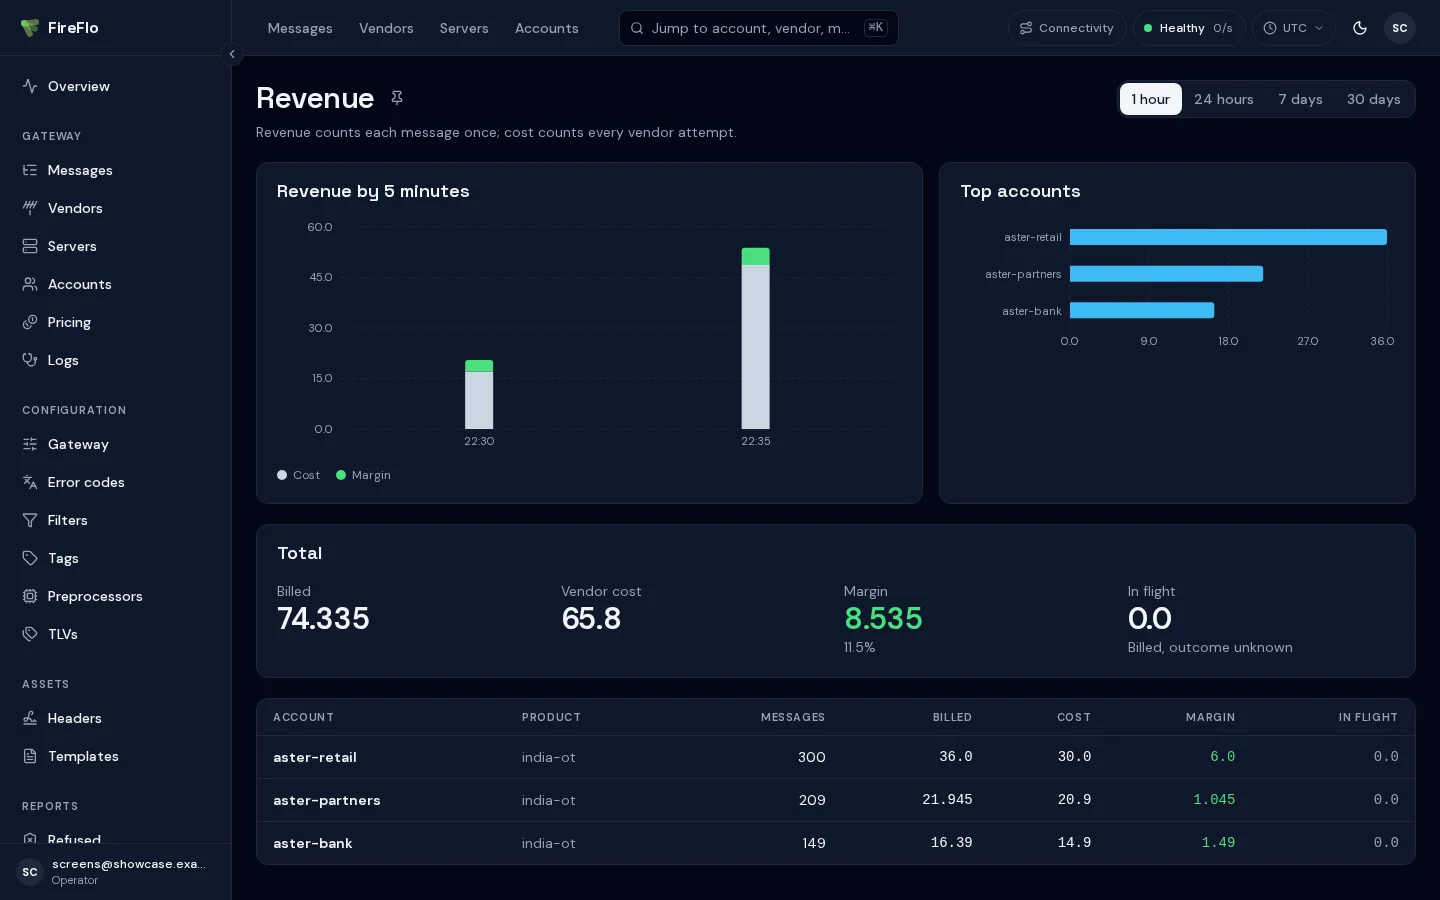 FireFlo
Messages
Vendors
Servers
Accounts
Jump to account, vendor, m...
⌘K
Connectivity
Healthy 0/s
UTC
SC
Overview
GATEWAY
Messages
Vendors
Servers
Accounts
Pricing
Logs
CONFIGURATION
Gateway
Error codes
Filters
Tags
Preprocessors
TLVs
ASSETS
Headers
Templates
REPORTS
Refused
SC
screens@showcase.exa...
Operator
Revenue
Revenue counts each message once; cost counts every vendor attempt.
1 hour
24 hours
7 days
30 days
Revenue by 5 minutes
60.0
45.0
30.0
15.0
0.0
22:30
22:35
Cost
Margin
Top accounts
aster-retail
aster-partners
aster-bank
0.0
9.0
18.0
27.0
36.0
Total
Billed
74.335
Vendor cost
65.8
Margin
8.535
11.5%
In flight
0.0
Billed, outcome unknown
ACCOUNT PRODUCT MESSAGES BILLED COST MARGIN IN FLIGHT
aster-retail india-ot 300 36.0 30.0 6.0 0.0
aster-partners india-ot 209 21.945 20.9 1.045 0.0
aster-bank india-ot 149 16.39 14.9 1.49 0.0